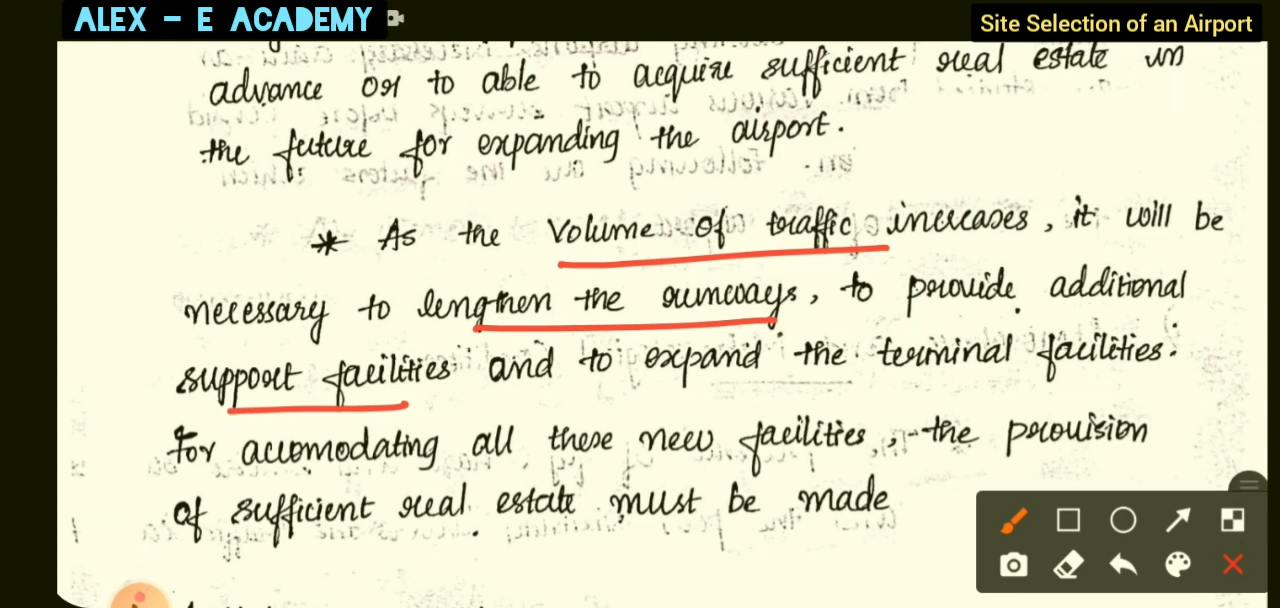 ALEX - E ACADEMY
Site Selection of an Airport
advance or to able to acquire sufficient real estate in
the future for expanding the airport.
* As the Volume of traffic increases, it will be
necessary to lengthen the runways, to provide additional
support facilities and to expand the terminal facilities.
For accomodating all these new facilities, the provision
of sufficient real estate must be made